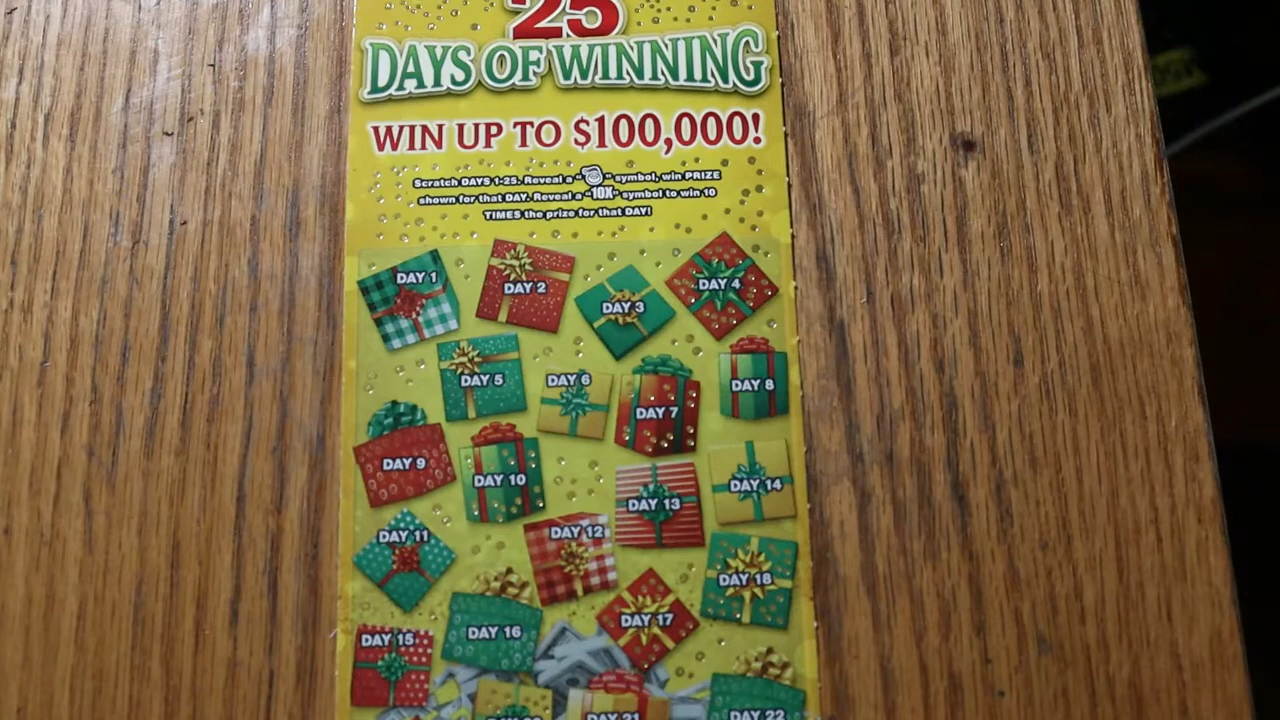 $25
DAYS OF WINNING
WIN UP TO $100,000!
Scratch DAYS 1-25. Reveal a " " symbol, win PRIZE
shown for that DAY. Reveal a "10X" symbol to win 10
TIMES the prize for that DAY!
DAY 1
DAY 2
DAY 3
DAY 4
DAY 5
DAY 6
DAY 7
DAY 8
DAY 9
DAY 10
DAY 11
DAY 12
DAY 13
DAY 14
DAY 15
DAY 16
DAY 17
DAY 18
DAY 21
DAY 22